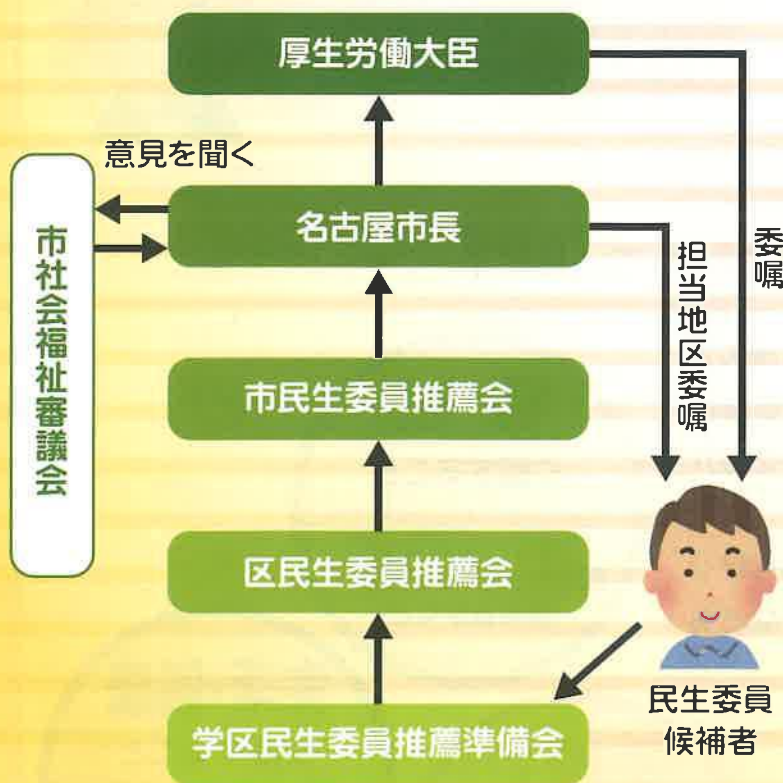 厚生労働大臣
意見を聞く
名古屋市長
市社会福祉審議会
担当地区委嘱
委嘱
市民生委員推薦会
区民生委員推薦会
民生委員
候補者
学区民生委員推薦準備会